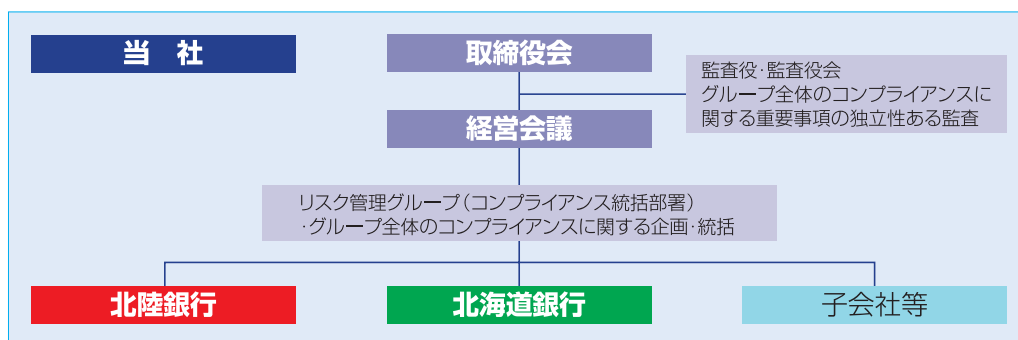 当　社
取締役会
監査役・監査役会
グループ全体のコンプライアンスに
関する重要事項の独立性ある監査
経営会議
リスク管理グループ（コンプライアンス統括部署）
・グループ全体のコンプライアンスに関する企画・統括
北陸銀行
北海道銀行
子会社等